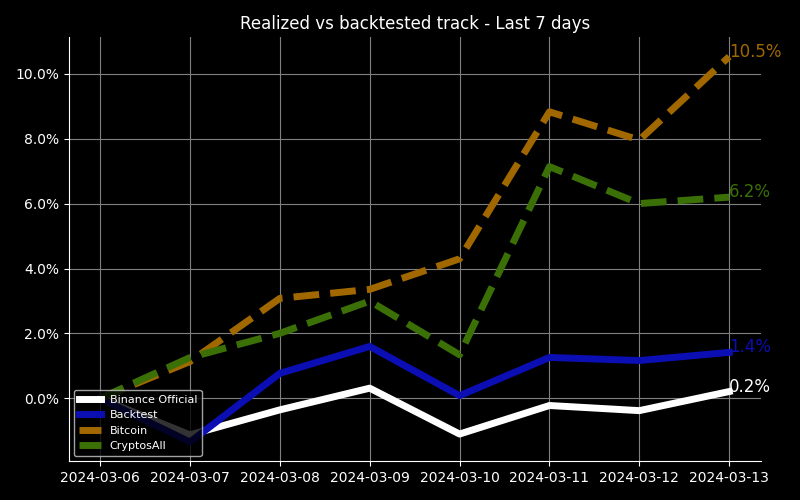 Realized vs backtested track - Last 7 days
10.5%
10.0%
8.0%
6.2%
6.0%
4.0%
2.0%
1.4%
0.2%
0.0%
Binance Official
Backtest
Bitcoin
CryptosAll
2024-03-06 2024-03-07 2024-03-08 2024-03-09 2024-03-10 2024-03-11 2024-03-12 2024-03-13